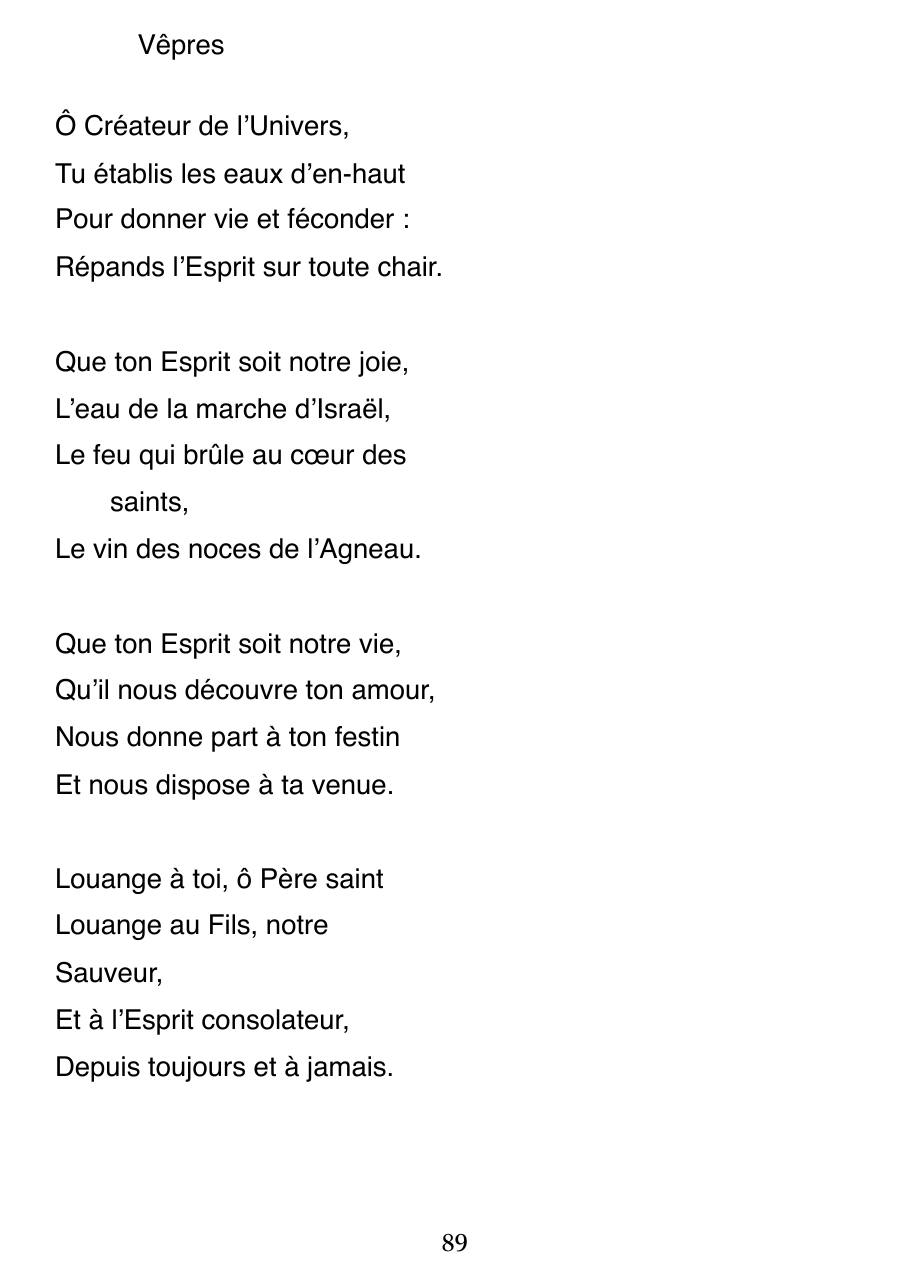 Vêpres
Ô Créateur de l’Univers,
Tu établis les eaux d’en-haut
Pour donner vie et féconder :
Répands l’Esprit sur toute chair.
Que ton Esprit soit notre joie,
L’eau de la marche d’Israël,
Le feu qui brûle au cœur des
saints,
Le vin des noces de l’Agneau.
Que ton Esprit soit notre vie,
Qu’il nous découvre ton amour,
Nous donne part à ton festin
Et nous dispose à ta venue.
Louange à toi, ô Père saint
Louange au Fils, notre
Sauveur,
Et à l’Esprit consolateur,
Depuis toujours et à jamais.
89